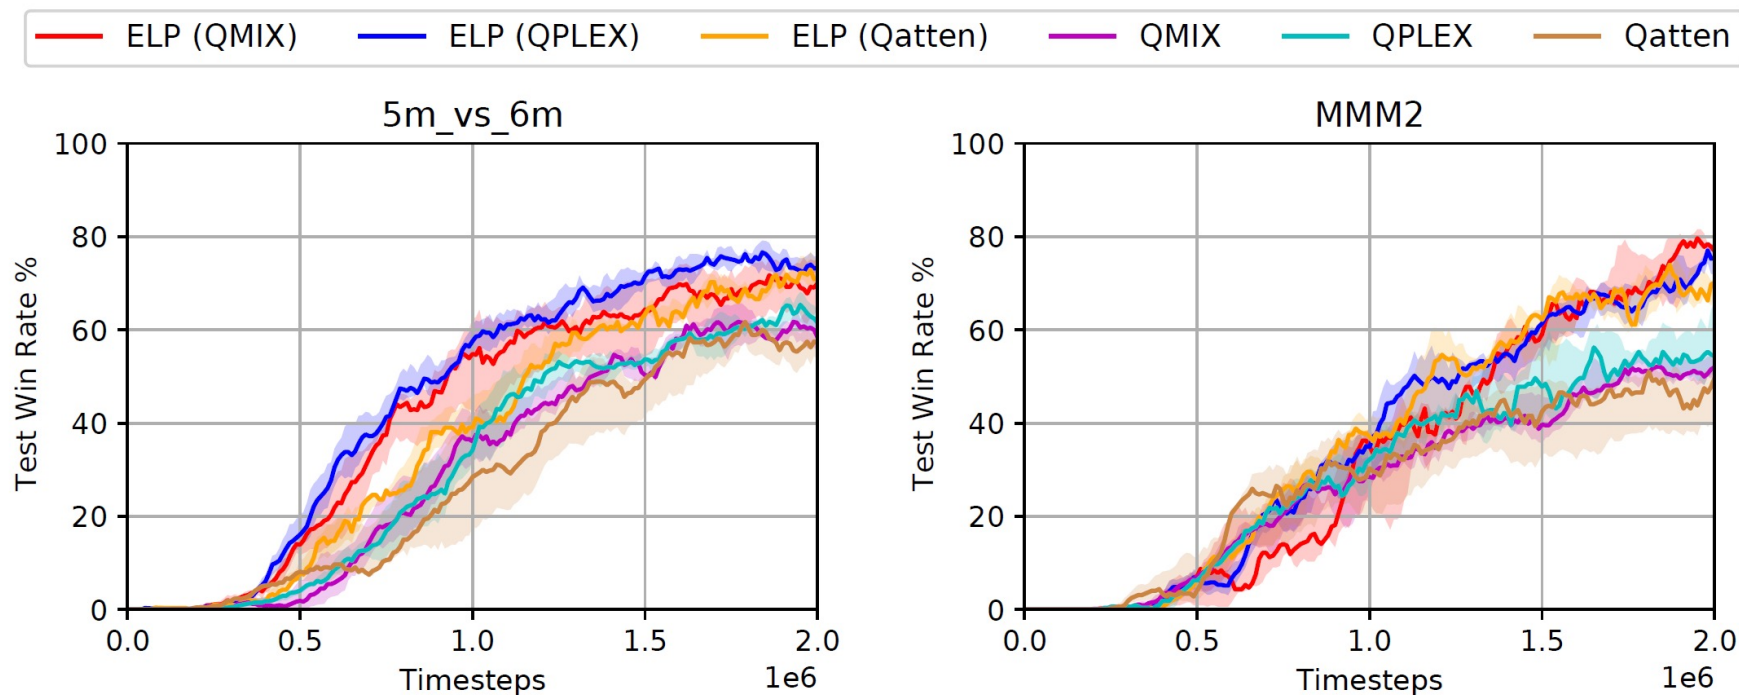 ELP (QMIX) ELP (QPLEX) ELP (Qatten) QMIX QPLEX Qatten
5m_vs_6m
Test Win Rate %
100
80
60
40
20
0
0.0 0.5 1.0 1.5 2.0
Timesteps 1e6
MMM2
Test Win Rate %
100
80
60
40
20
0
0.0 0.5 1.0 1.5 2.0
Timesteps 1e6